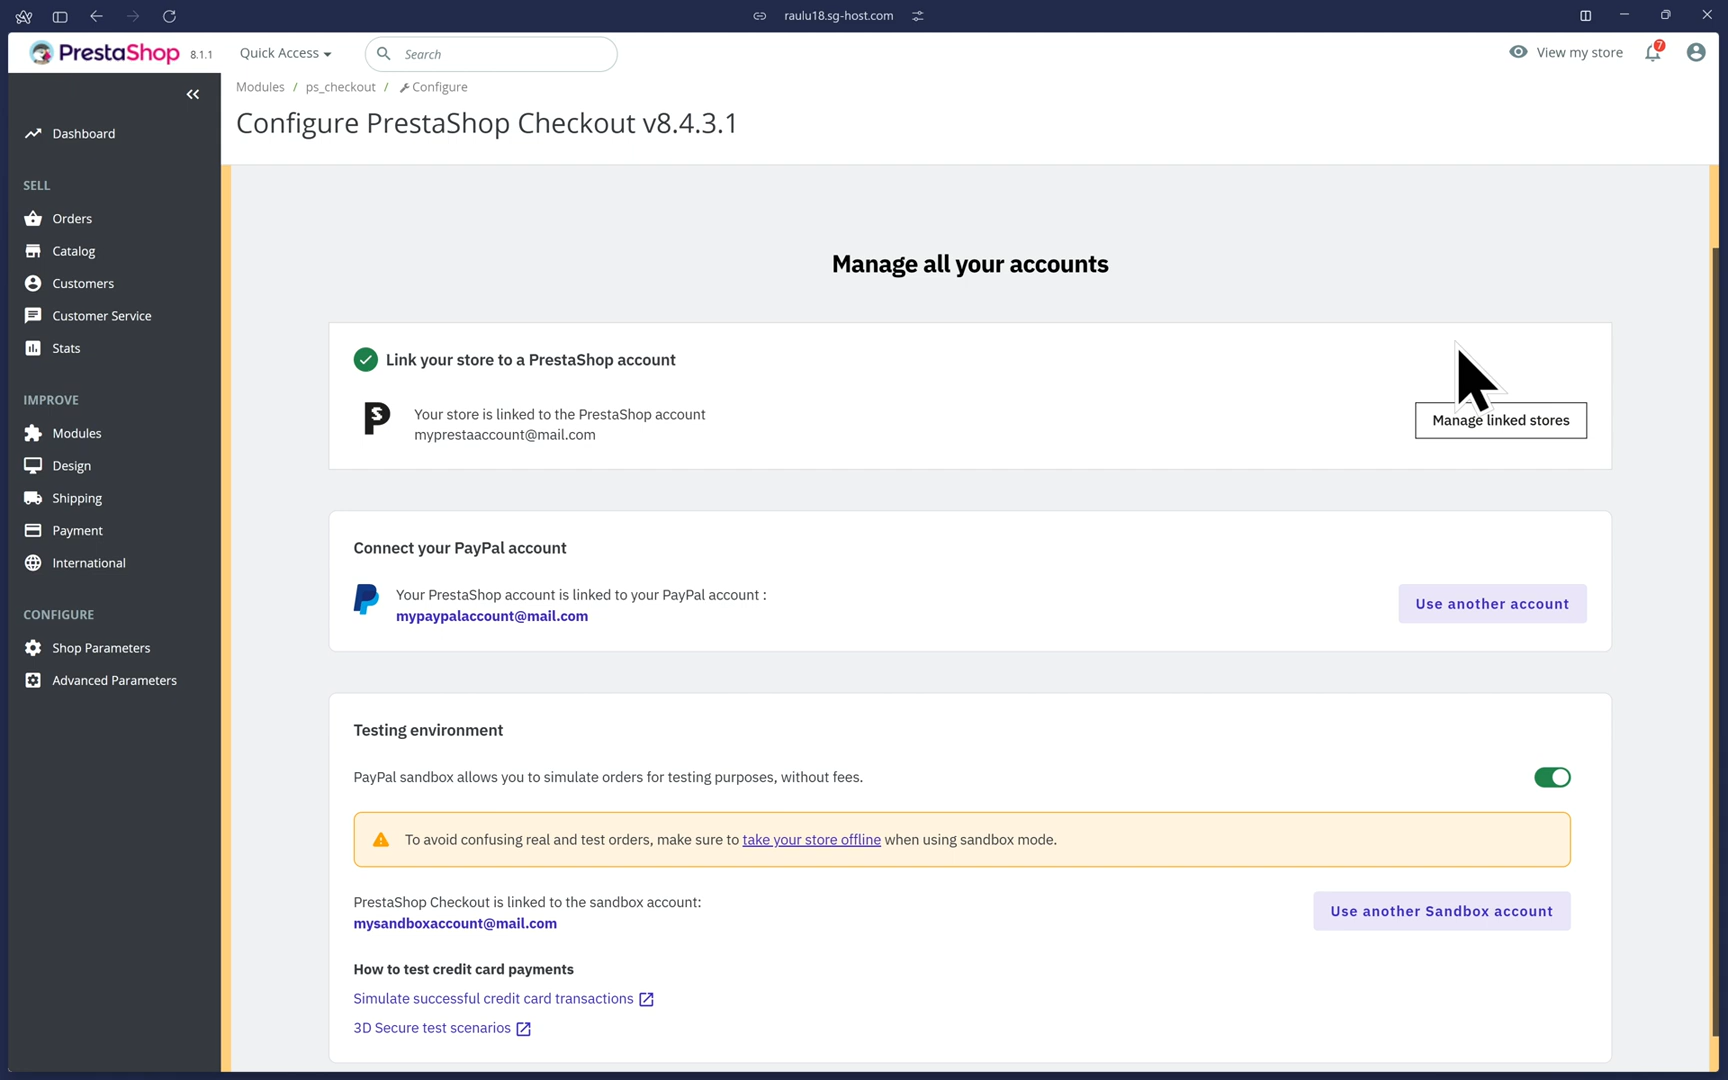 raulu18.sg-host.com
PrestaShop 8.1.1 Quick Access Search View my store 7
Modules / ps_checkout / Configure
Configure PrestaShop Checkout v8.4.3.1
Dashboard
SELL
Orders
Catalog
Customers
Customer Service
Stats
IMPROVE
Modules
Design
Shipping
Payment
International
CONFIGURE
Shop Parameters
Advanced Parameters
Manage all your accounts
Link your store to a PrestaShop account
Your store is linked to the PrestaShop account
myprestaaccount@mail.com
Manage linked stores
Connect your PayPal account
Your PrestaShop account is linked to your PayPal account :
mypaypalaccount@mail.com
Use another account
Testing environment
PayPal sandbox allows you to simulate orders for testing purposes, without fees.
To avoid confusing real and test orders, make sure to take your store offline when using sandbox mode.
PrestaShop Checkout is linked to the sandbox account:
mysandboxaccount@mail.com
Use another Sandbox account
How to test credit card payments
Simulate successful credit card transactions
3D Secure test scenarios